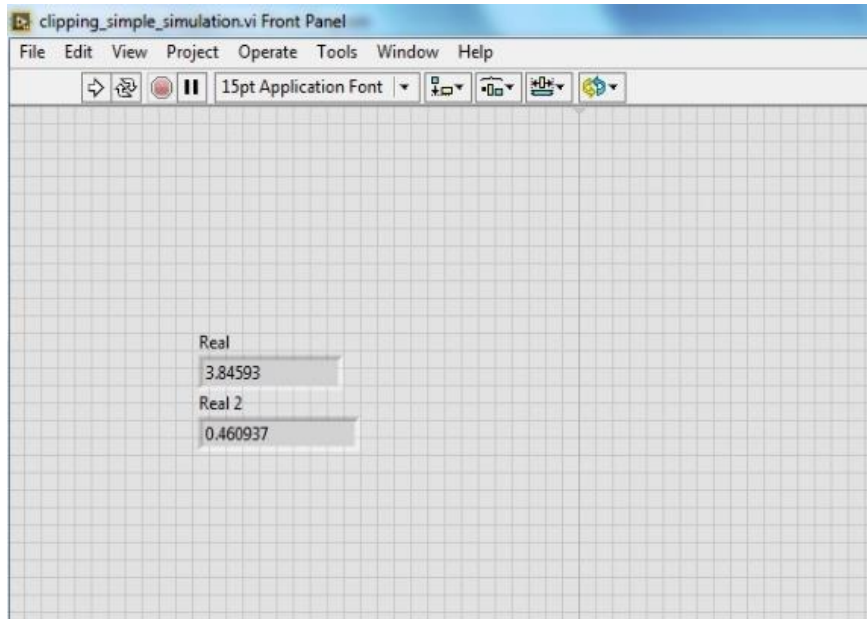 clipping_simple_simulation.vi Front Panel
File Edit View Project Operate Tools Window Help
15pt Application Font
Real
3.84593
Real 2
0.460937